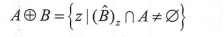 A ⊕ B = {z | (B̂)_z ∩ A ≠ ∅}